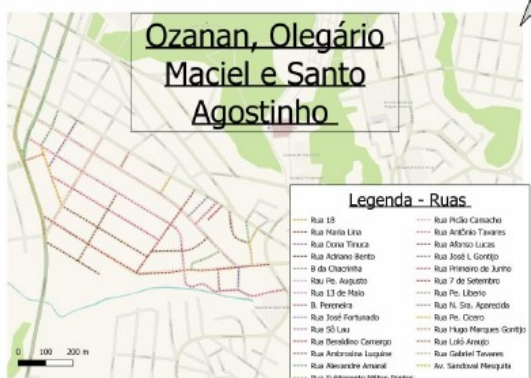 Ozanan, Olegário
Maciel e Santo
Agostinho
Legenda - Ruas
Rua 18
Rua Maria Lina
Rua Dona Tinuca
Rua Adriano Bento
B da Chacrinha
Rau Pe. Augusto
Rua 13 de Maio
B. Pereneira
Rua José Fortunado
Rua Sô Lau
Rua Beraldino Camargo
Rua Ambrosina Luquine
Rua Alexandre Amaral
Rua Picão Camacho
Rua Antônio Tavares
Rua Afonso Lucas
Rua José L Gontijo
Rua Primeiro de Junho
Rua 7 de Setembro
Rua Pe. Liberio
Rua N. Sra. Aparecida
Rua Pe. Cícero
Rua Hugo Marques Gontijo
Rua Loló Araujo
Rua Gabriel Tavares
Av. Sandoval Mesquita
0 100 200 m